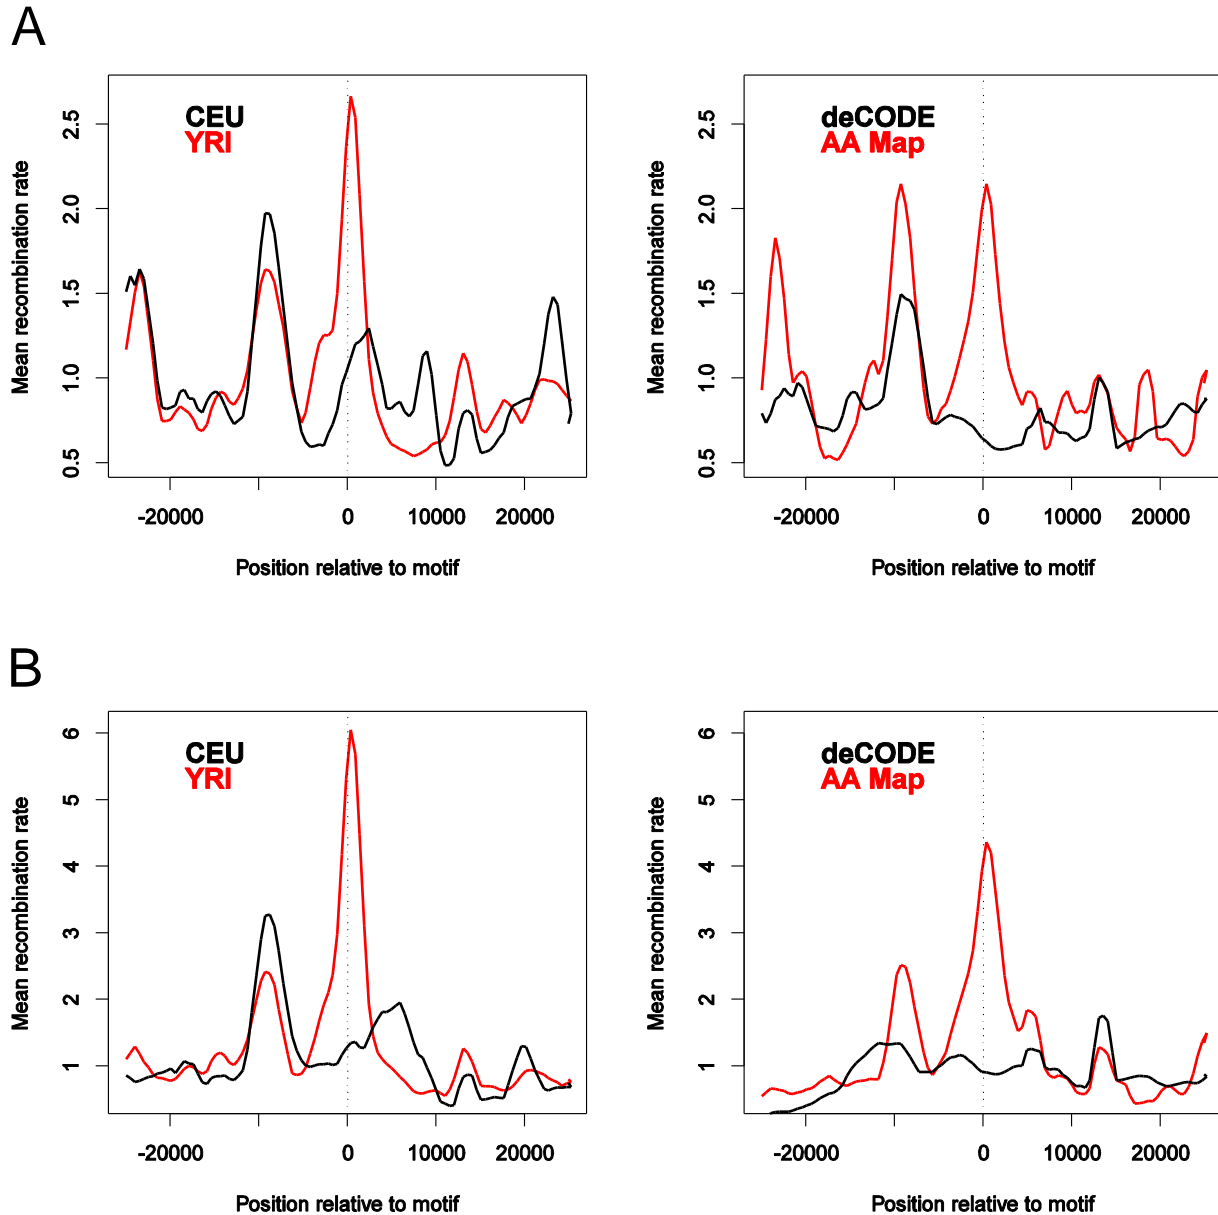 A
CEU
YRI
Mean recombination rate
0.5 1.0 1.5 2.0 2.5
-20000 0 10000 20000
Position relative to motif
deCODE
AA Map
Mean recombination rate
0.5 1.0 1.5 2.0 2.5
-20000 0 10000 20000
Position relative to motif
B
CEU
YRI
Mean recombination rate
1 2 3 4 5 6
-20000 0 10000 20000
Position relative to motif
deCODE
AA Map
Mean recombination rate
1 2 3 4 5 6
-20000 0 10000 20000
Position relative to motif